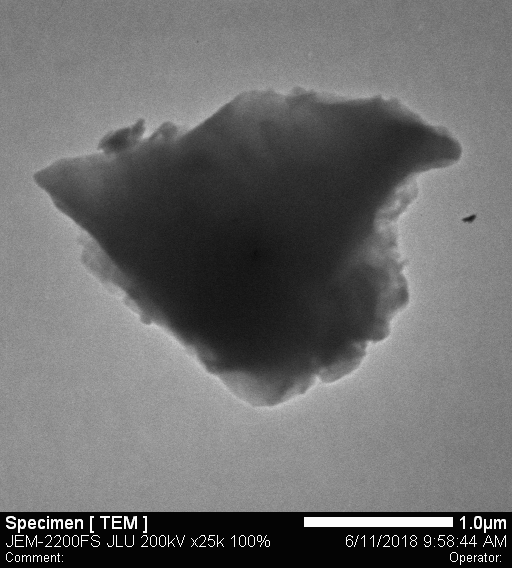 Specimen [ TEM ] 1.0µm
JEM-2200FS JLU 200kV x25k 100% 6/11/2018 9:58:44 AM
Comment: Operator: